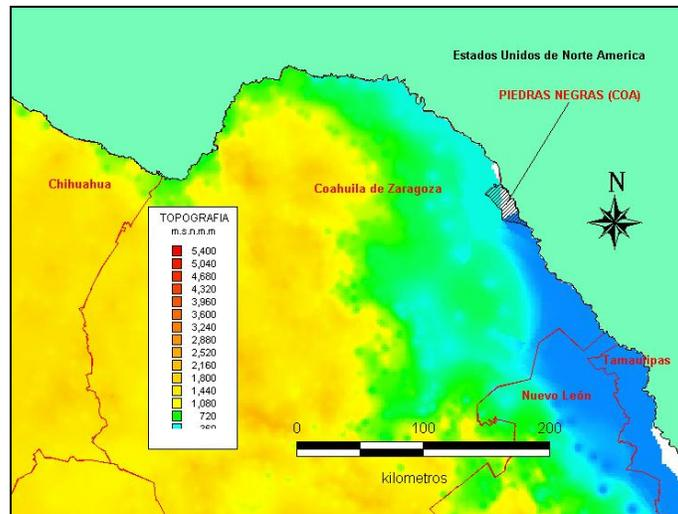 Estados Unidos de Norte America
PIEDRAS NEGRAS (COA)
Chihuahua
Coahuila de Zaragoza
N
TOPOGRAFIA
m.s.n.m.m
5,400
5,040
4,680
4,320
3,960
3,600
3,240
2,880
2,520
2,160
1,800
1,440
1,080
720
360
Tamaulipas
Nuevo León
0 100 200
kilometros